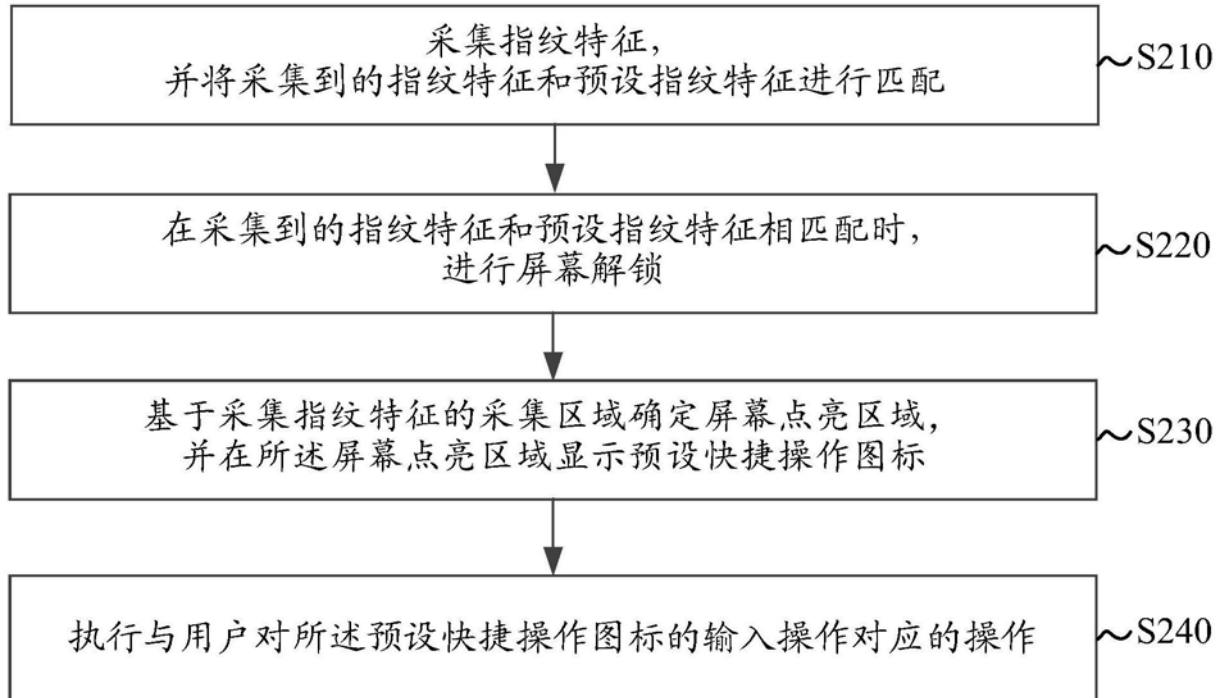 采集指纹特征，
并将采集到的指纹特征和预设指纹特征进行匹配
S210
在采集到的指纹特征和预设指纹特征相匹配时，
进行屏幕解锁
S220
基于采集指纹特征的采集区域确定屏幕点亮区域，
并在所述屏幕点亮区域显示预设快捷操作图标
S230
执行与用户对所述预设快捷操作图标的输入操作对应的操作
S240